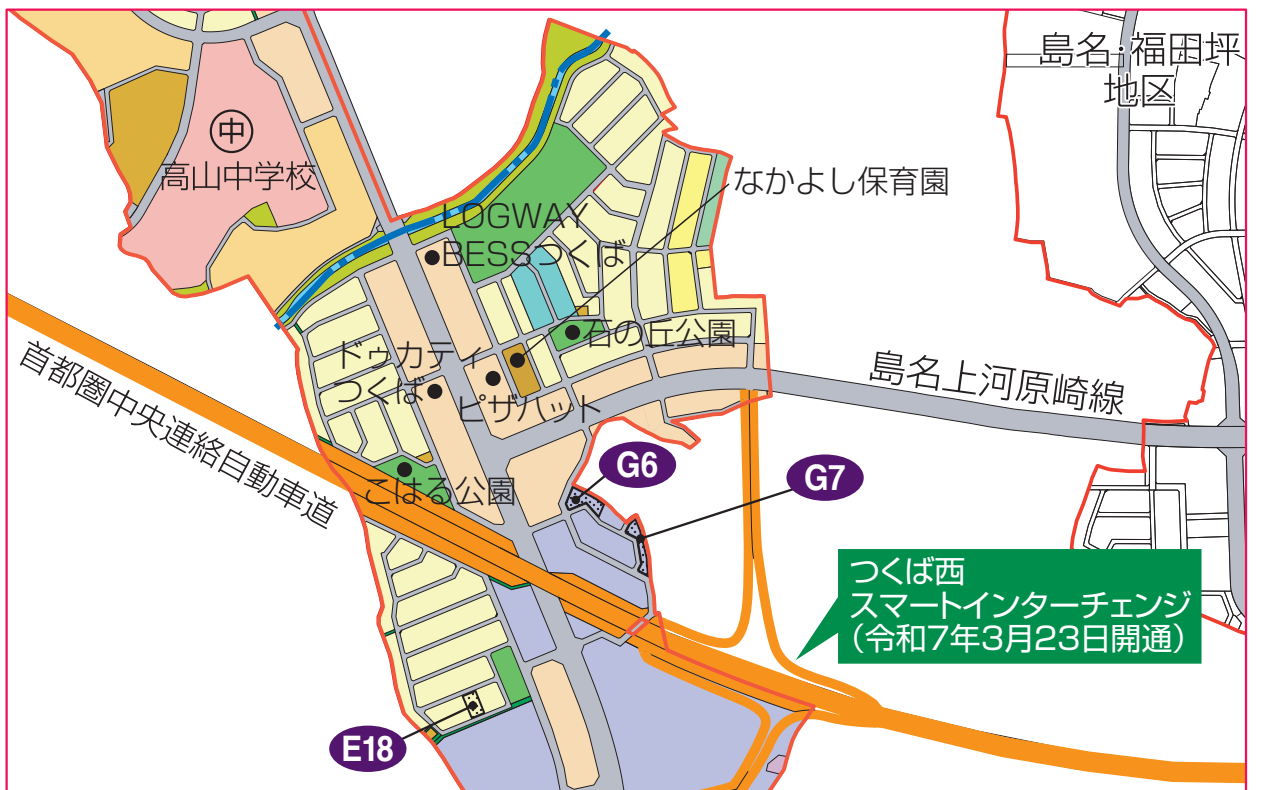 島名・福田坪
地区
中
高山中学校
なかよし保育園
LOGWAY
BESSつくば
石の丘公園
ドゥカティ
つくば
ピザハット
島名上河原崎線
首都圏中央連絡自動車道
こはる公園
G6
G7
つくば西
スマートインターチェンジ
(令和7年3月23日開通)
E18